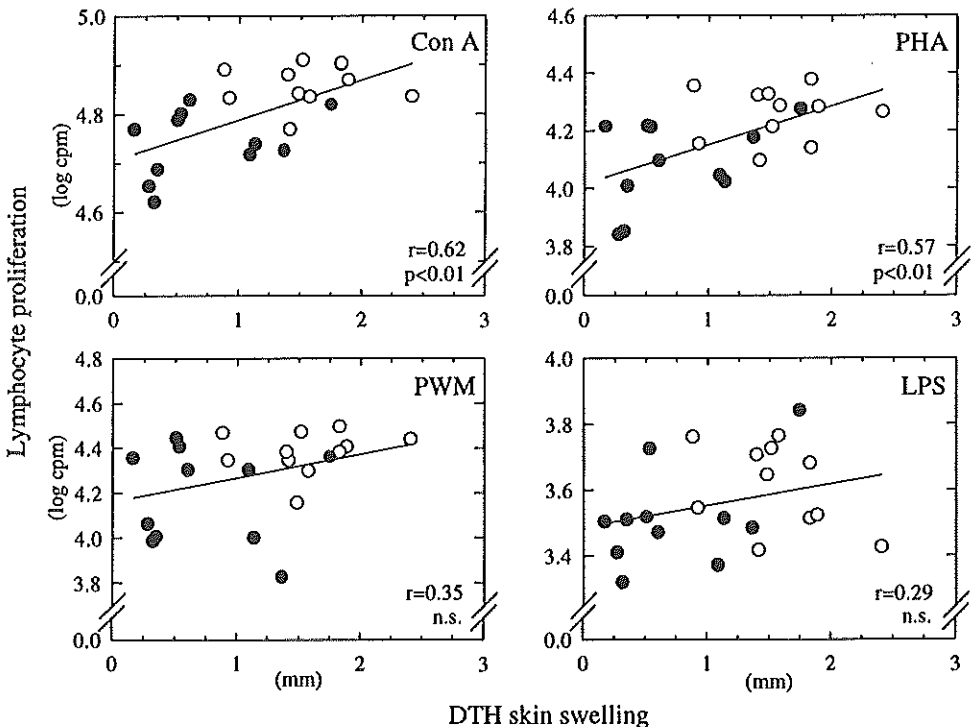 Lymphocyte proliferation
(log cpm)
5.0
4.8
4.6
0.0
Con A
r=0.62
p<0.01
0
1
2
3
4.6
4.4
4.2
4.0
3.8
0.0
PHA
r=0.57
p<0.01
0
1
2
3
(log cpm)
4.8
4.6
4.4
4.2
4.0
3.8
0.0
PWM
r=0.35
n.s.
0
1
2
3
(mm)
4.0
3.8
3.6
3.4
0.0
LPS
r=0.29
n.s.
0
1
2
3
(mm)
DTH skin swelling